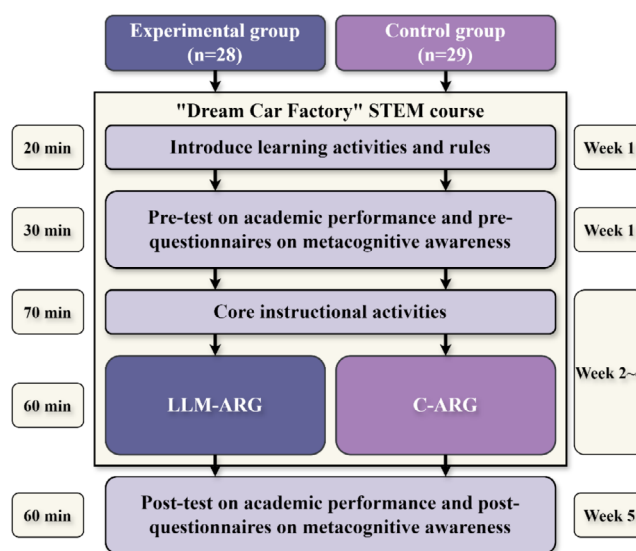 Experimental group
(n=28)
Control group
(n=29)
"Dream Car Factory" STEM course
20 min
Introduce learning activities and rules
Week 1
30 min
Pre-test on academic performance and pre-
questionnaires on metacognitive awareness
Week 1
70 min
Core instructional activities
60 min
LLM-ARG
C-ARG
Week 2~
60 min
Post-test on academic performance and post-
questionnaires on metacognitive awareness
Week 5